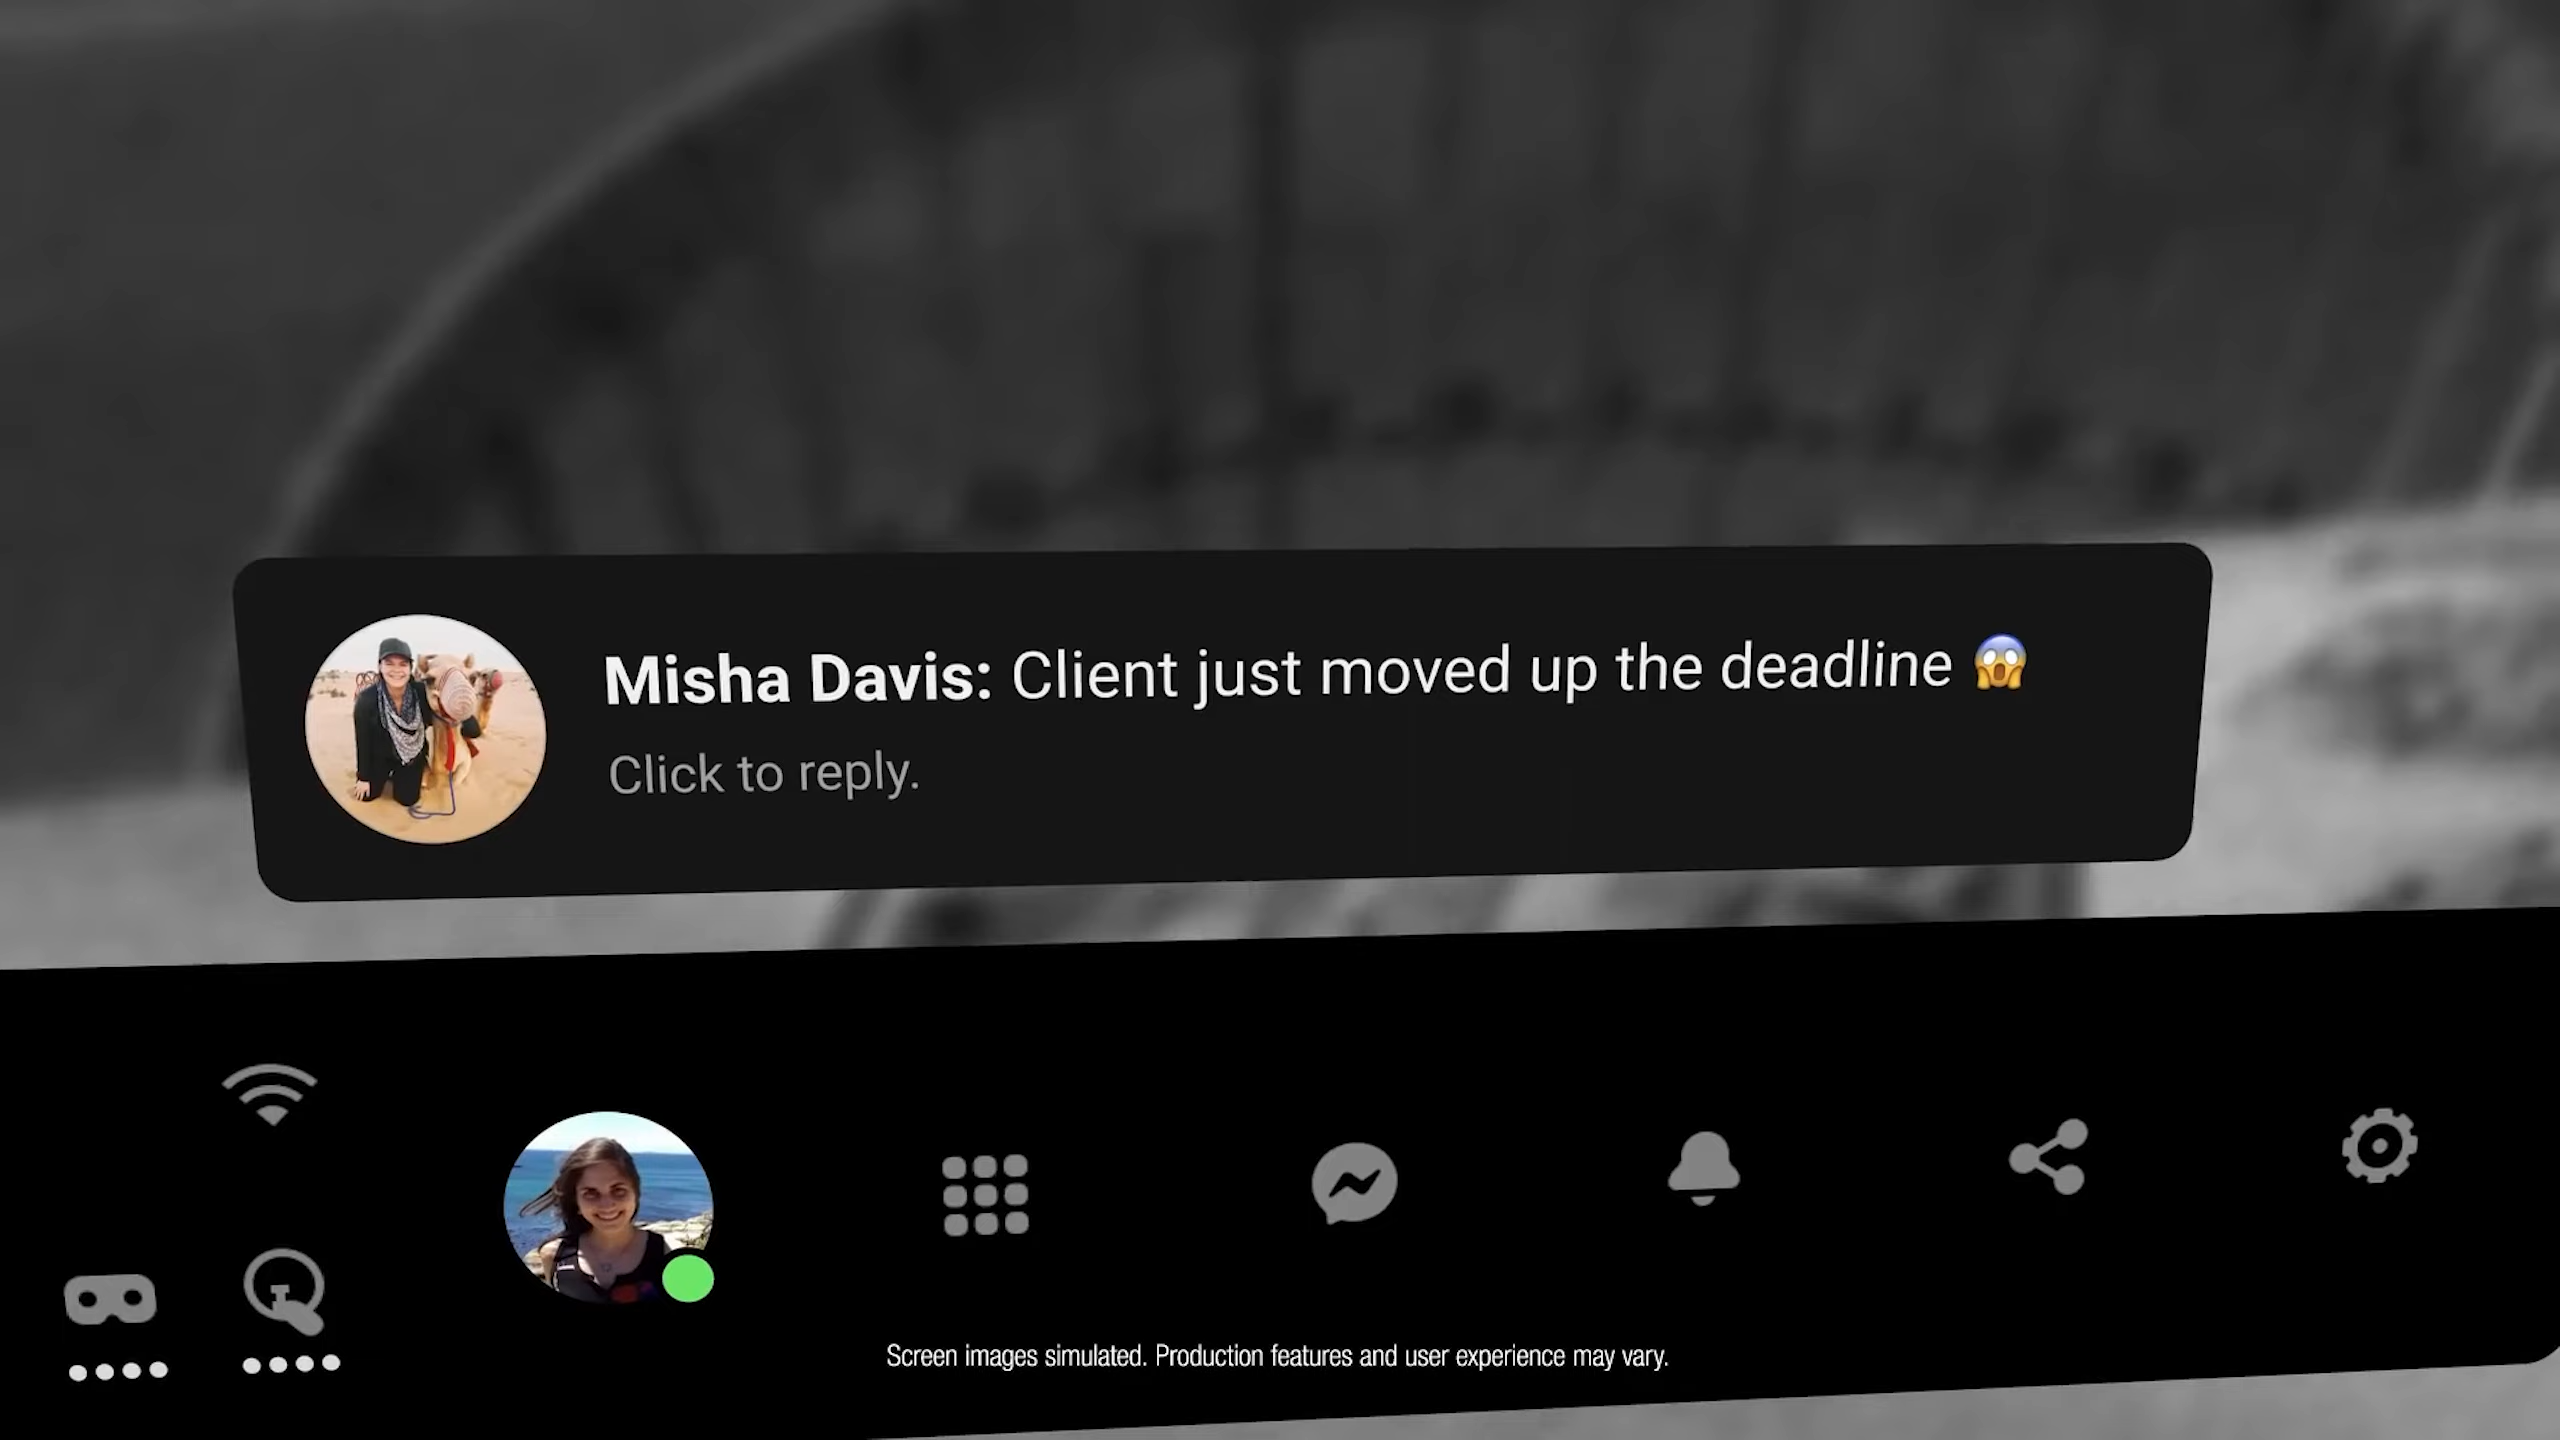 Misha Davis: Client just moved up the deadline 😱
Click to reply.
L
Screen images simulated. Production features and user experience may vary.